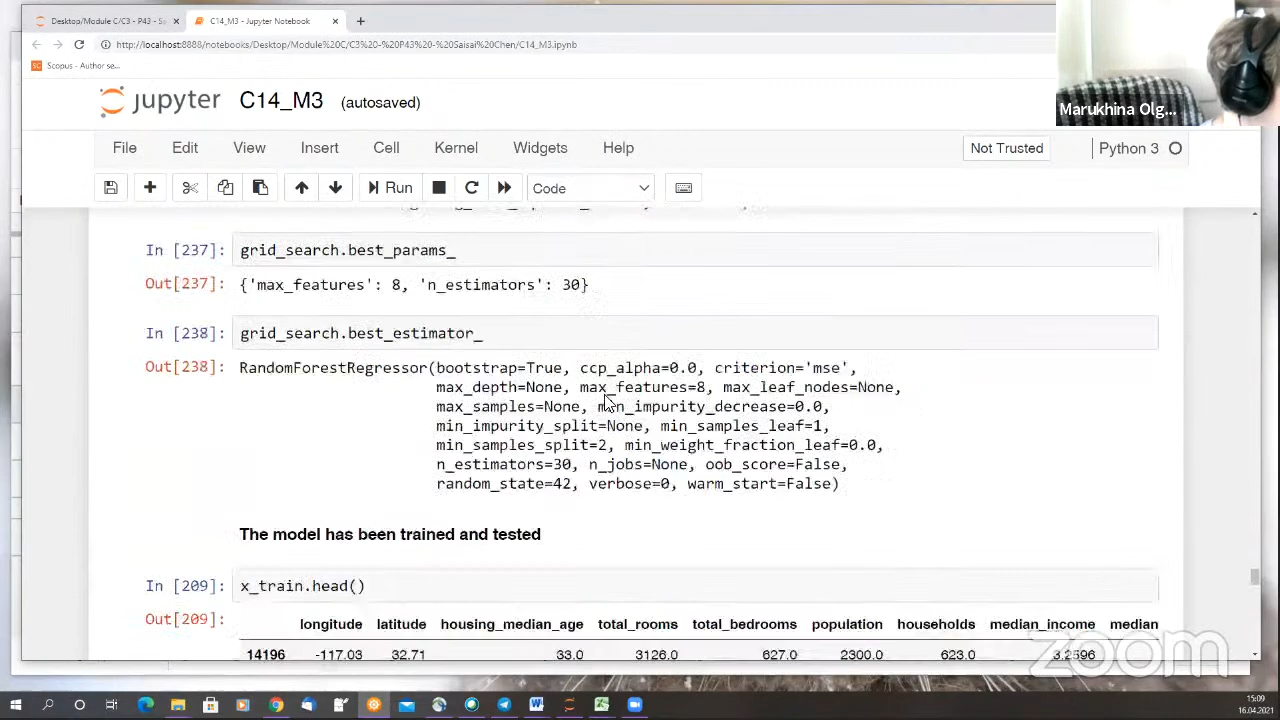 Desktop/Module C/C3 - P43 - S
C14_M3 - Jupyter Notebook
http://localhost:8888/notebooks/Desktop/Module%20C/C3%20-%20P43%20-%20Saisai%20Chen/C14_M3.ipynb
Scopus - Author se...
Marukhina Olg...
jupyter C14_M3 (autosaved)
File Edit View Insert Cell Kernel Widgets Help Not Trusted Python 3
Run Code
In [237]: grid_search.best_params_
Out[237]: {'max_features': 8, 'n_estimators': 30}
In [238]: grid_search.best_estimator_
Out[238]: RandomForestRegressor(bootstrap=True, ccp_alpha=0.0, criterion='mse',
max_depth=None, max_features=8, max_leaf_nodes=None,
max_samples=None, min_impurity_decrease=0.0,
min_impurity_split=None, min_samples_leaf=1,
min_samples_split=2, min_weight_fraction_leaf=0.0,
n_estimators=30, n_jobs=None, oob_score=False,
random_state=42, verbose=0, warm_start=False)
The model has been trained and tested
In [209]: x_train.head()
Out[209]: longitude latitude housing_median_age total_rooms total_bedrooms population households median_income median
14196 -117.03 32.71 33.0 3126.0 627.0 2300.0 623.0 3.2596
zoom
15:09
16.04.2021